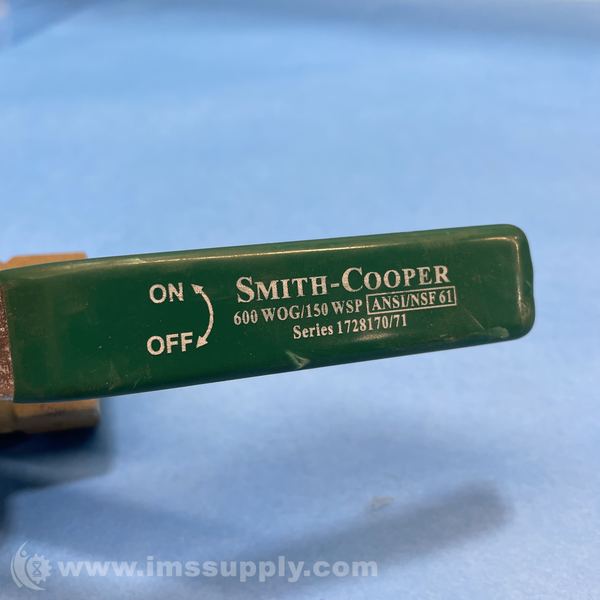 ON
OFF
SMITH-COOPER
600 WOG/150 WSP ANSI/NSF 61
Series 1728170/71
www.imssupply.com